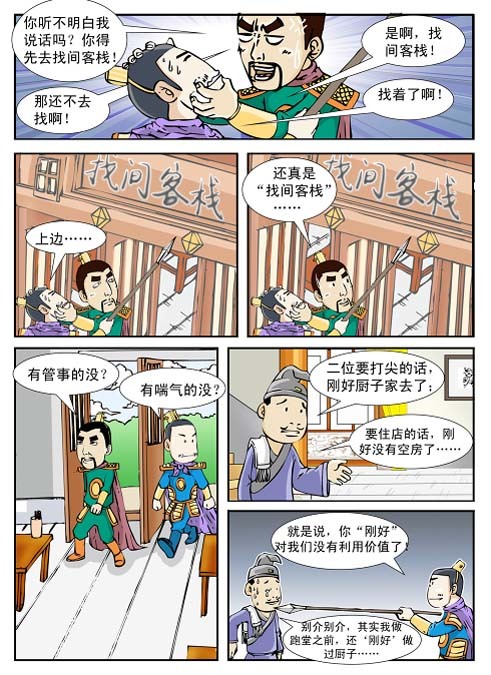 你听不明白我
说话吗？你得
先去找间客栈！
是啊，找
间客栈！
那还不去
找啊！
找着了啊！
找间客栈
上边……
找间客栈
还真是
“找间客栈”
……
有管事的没？
有喘气的没？
二位要打尖的话，
刚好厨子家去了；
要住店的话，刚
好没有空房了……
就是说，你“刚好”
对我们没有利用价值了！
别介别介，其实我做
跑堂之前，还‘刚好’做
过厨子……